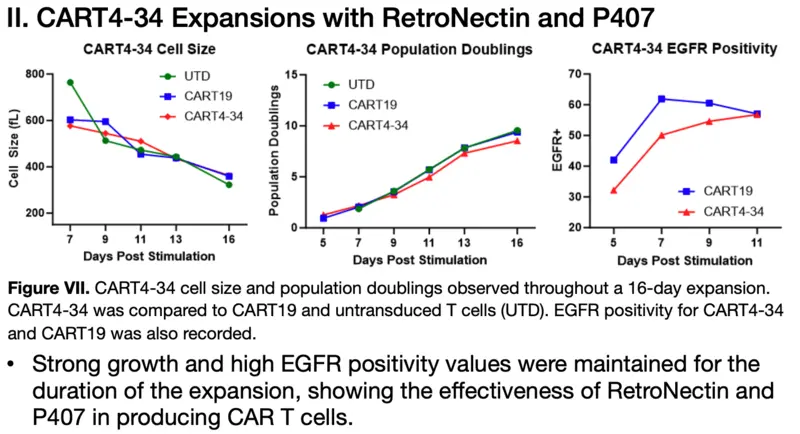 II. CART4-34 Expansions with RetroNectin and P407
CART4-34 Cell Size
800
600
400
200
Cell Size (fL)
UTD
CART19
CART4-34
7 9 11 13 16
Days Post Stimulation
CART4-34 Population Doublings
15
10
5
0
Population Doublings
UTD
CART19
CART4-34
5 7 9 11 13 16
Days Post Stimulation
CART4-34 EGFR Positivity
70
60
50
40
30
20
EGFR+
CART19
CART4-34
5 7 9 11
Days Post Stimulation
Figure VII. CART4-34 cell size and population doublings observed throughout a 16-day expansion.
CART4-34 was compared to CART19 and untransduced T cells (UTD). EGFR positivity for CART4-34
and CART19 was also recorded.
• Strong growth and high EGFR positivity values were maintained for the
duration of the expansion, showing the effectiveness of RetroNectin and
P407 in producing CAR T cells.